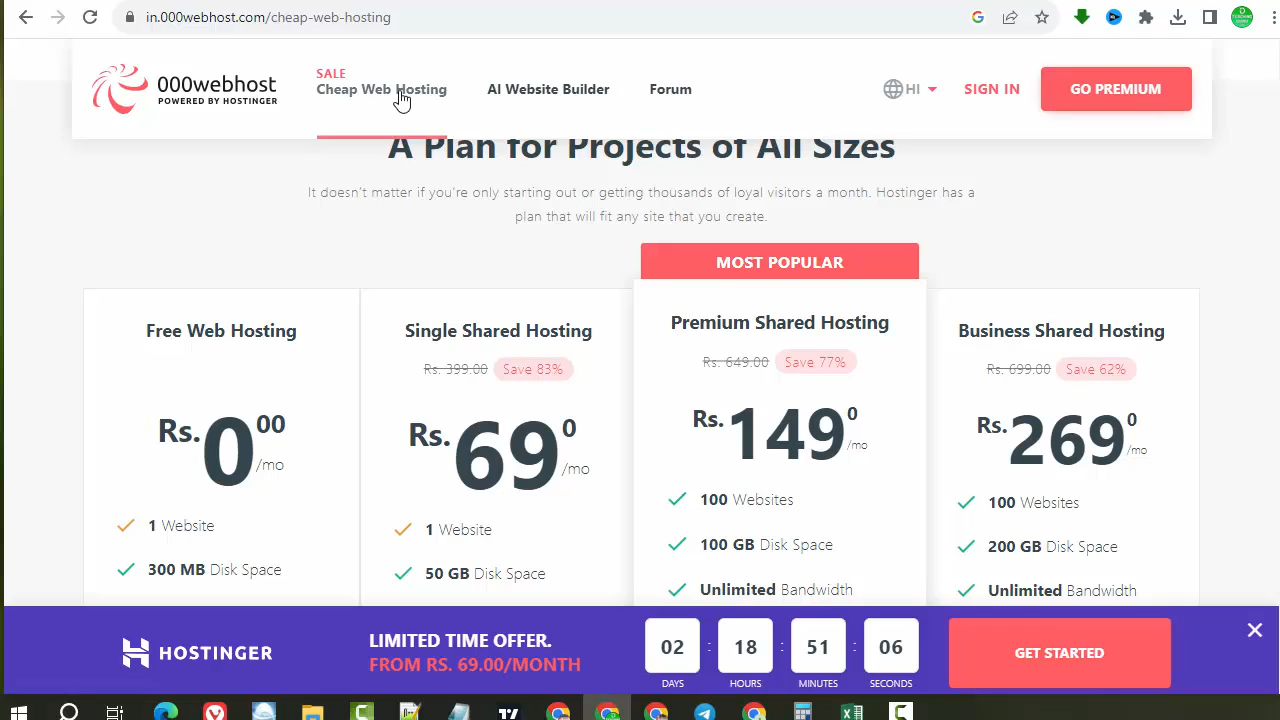 in.000webhost.com/cheap-web-hosting
000webhost
POWERED BY HOSTINGER
SALE
Cheap Web Hosting
AI Website Builder
Forum
HI
SIGN IN
GO PREMIUM
A Plan for Projects of All Sizes
It doesn't matter if you're only starting out or getting thousands of loyal visitors a month. Hostinger has a
plan that will fit any site that you create.
MOST POPULAR
Free Web Hosting
Rs. 0 00 /mo
1 Website
300 MB Disk Space
Single Shared Hosting
Rs. 399.00 Save 83%
Rs. 69 0 /mo
1 Website
50 GB Disk Space
Premium Shared Hosting
Rs. 649.00 Save 77%
Rs. 149 0 /mo
100 Websites
100 GB Disk Space
Unlimited Bandwidth
Business Shared Hosting
Rs. 699.00 Save 62%
Rs. 269 0 /mo
100 Websites
200 GB Disk Space
Unlimited Bandwidth
HOSTINGER
LIMITED TIME OFFER.
FROM RS. 69.00/MONTH
02 : 18 : 51 : 06
DAYS HOURS MINUTES SECONDS
GET STARTED